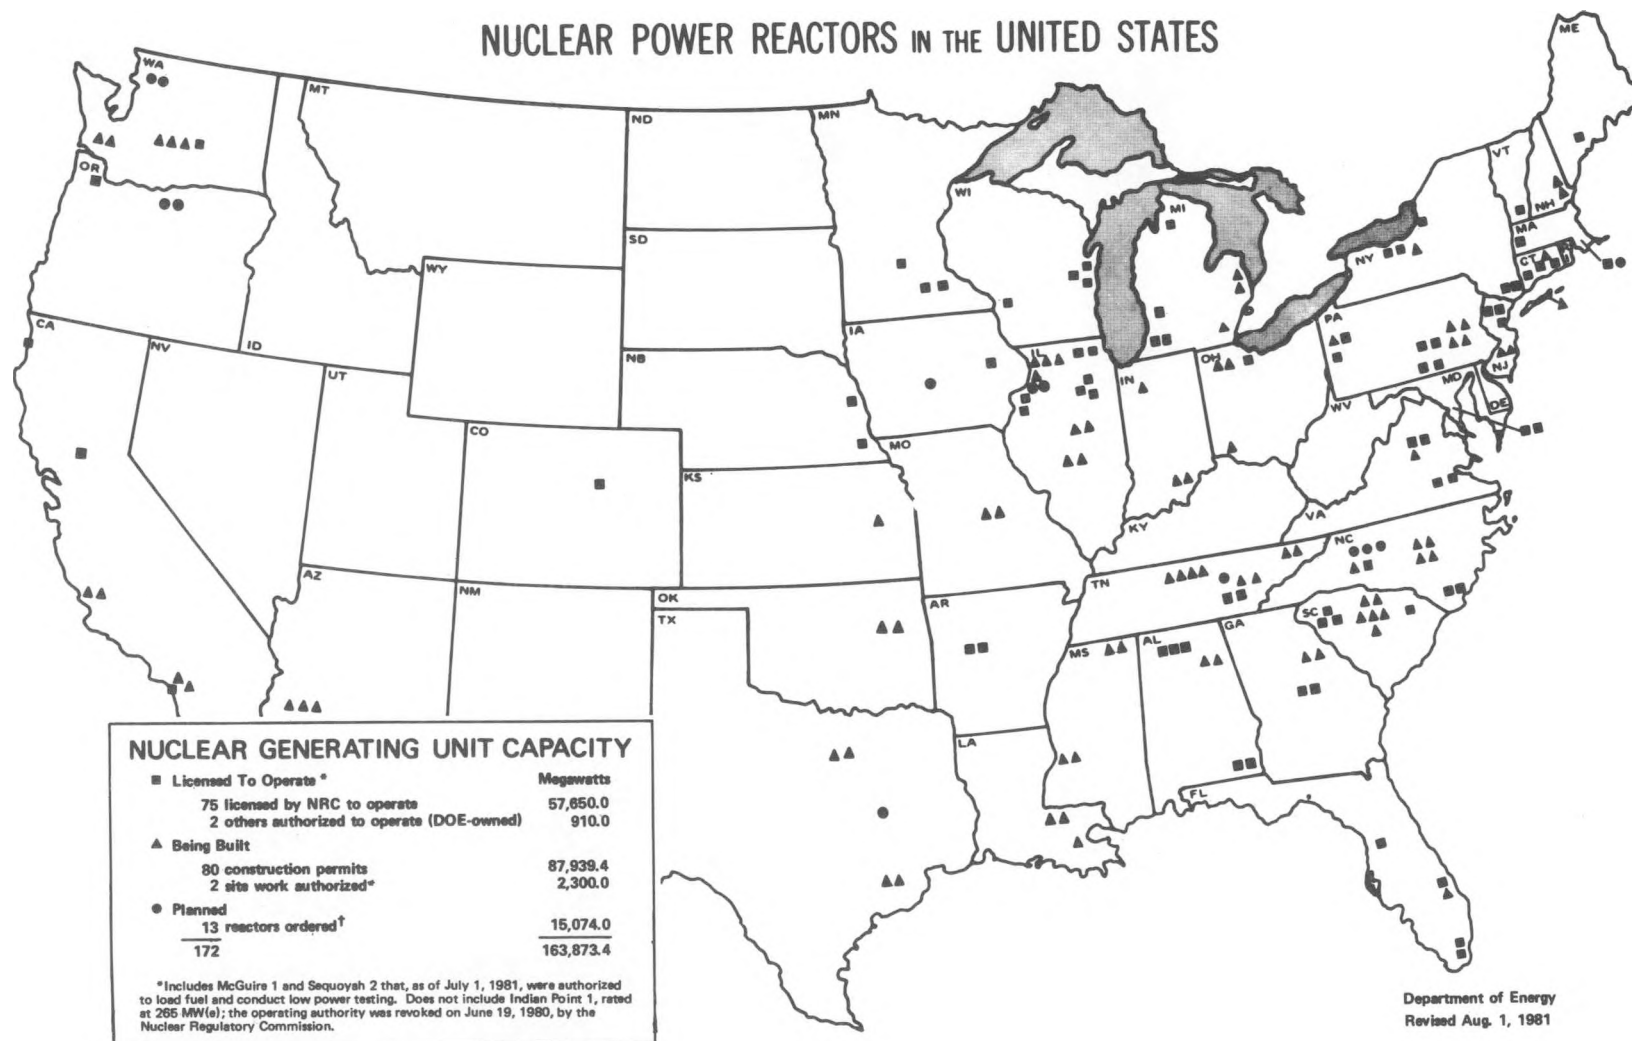 NUCLEAR POWER REACTORS IN THE UNITED STATES
WA
MT
ND
MN
ME
OR
VT
WI
MI
NH
SD
MA
WY
NY
CT
RI
CA
IA
PA
NV
ID
NB
IL
OH
UT
IN
NJ
MD
WV
DE
CO
MO
KS
KY
VA
NC
AZ
TN
NM
OK
AR
TX
SC
GA
MS
AL
LA
FL
NUCLEAR GENERATING UNIT CAPACITY
■ Licensed To Operate * Megawatts
75 licensed by NRC to operate 57,650.0
2 others authorized to operate (DOE-owned) 910.0
▲ Being Built
80 construction permits 87,939.4
2 site work authorized* 2,300.0
● Planned
13 reactors ordered† 15,074.0
172 163,873.4
*Includes McGuire 1 and Sequoyah 2 that, as of July 1, 1981, were authorized
to load fuel and conduct low power testing. Does not include Indian Point 1, rated
at 265 MW(e); the operating authority was revoked on June 19, 1980, by the
Nuclear Regulatory Commission.
Department of Energy
Revised Aug. 1, 1981